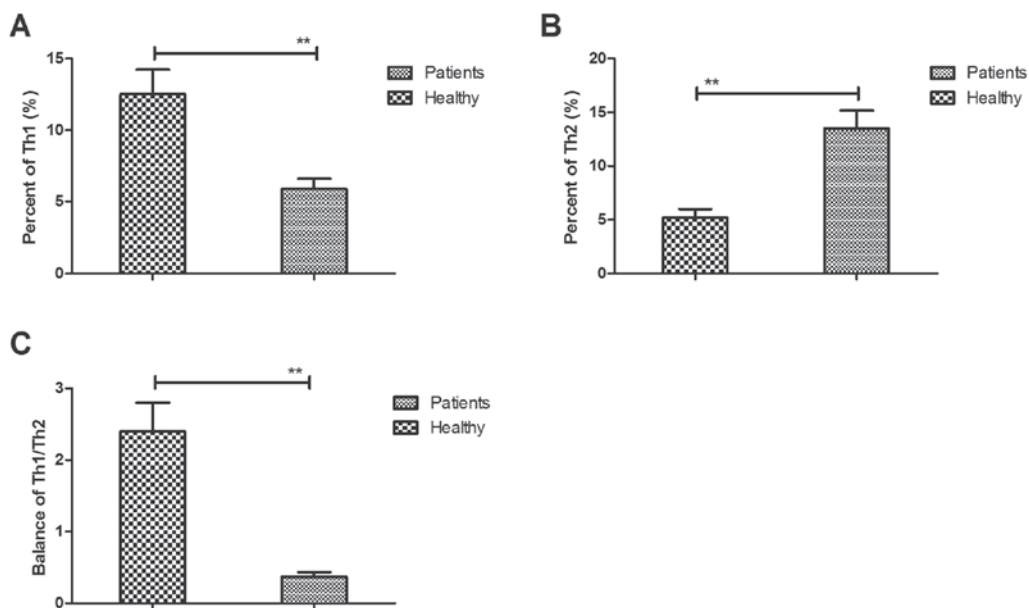 A
**
15
10
5
0
Percent of Th1 (%)
Patients
Healthy
B
**
20
15
10
5
0
Percent of Th2 (%)
Patients
Healthy
C
**
3
2
1
0
Balance of Th1/Th2
Patients
Healthy